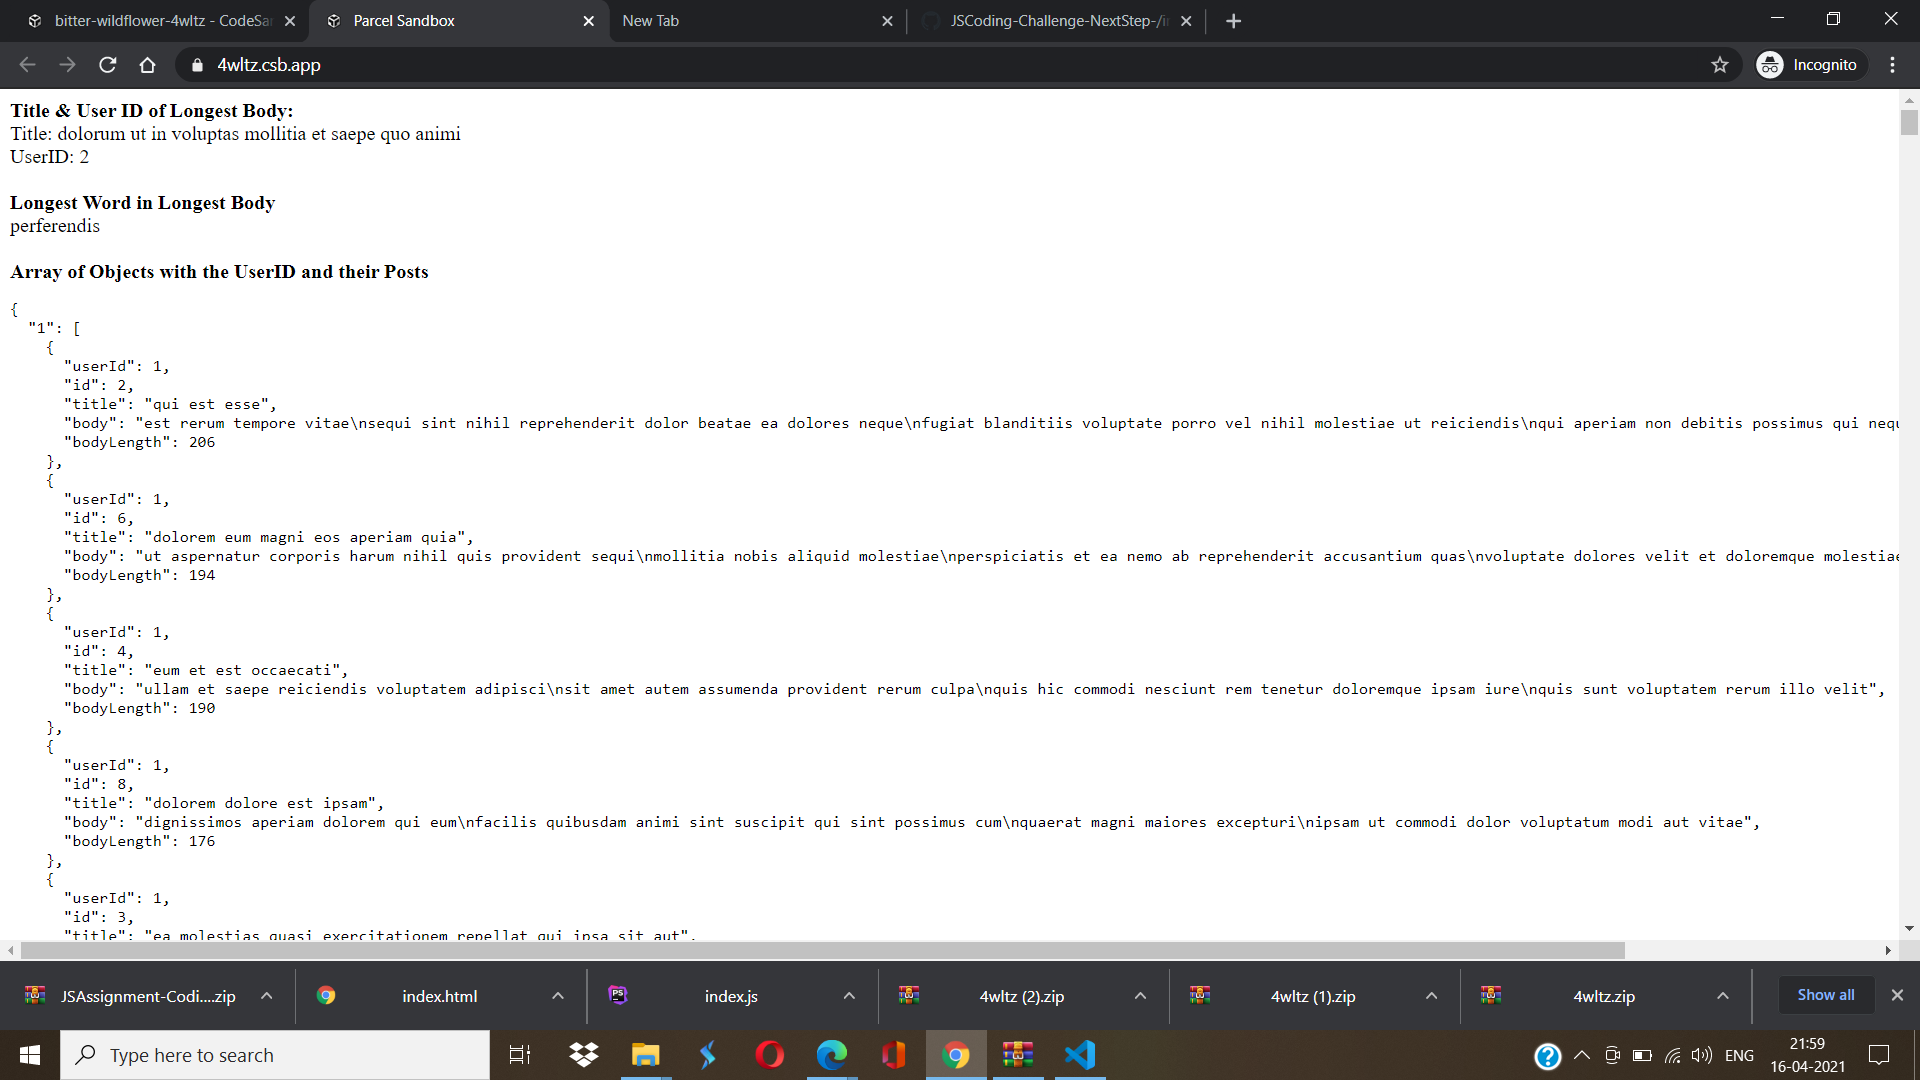 bitter-wildflower-4wltz - CodeSa
Parcel Sandbox
New Tab
JSCoding-Challenge-NextStep-/i
4wltz.csb.app
Incognito
Title & User ID of Longest Body:
Title: dolorum ut in voluptas mollitia et saepe quo animi
UserID: 2
Longest Word in Longest Body
perferendis
Array of Objects with the UserID and their Posts
{
"1": [
{
"userId": 1,
"id": 2,
"title": "qui est esse",
"body": "est rerum tempore vitae\nsequi sint nihil reprehenderit dolor beatae ea dolores neque\nfugiat blanditiis voluptate porro vel nihil molestiae ut reiciendis\nqui aperiam non debitis possimus qui nequ
"bodyLength": 206
},
{
"userId": 1,
"id": 6,
"title": "dolorem eum magni eos aperiam quia",
"body": "ut aspernatur corporis harum nihil quis provident sequi\nmollitia nobis aliquid molestiae\nperspiciatis et ea nemo ab reprehenderit accusantium quas\nvoluptate dolores velit et doloremque molestiae
"bodyLength": 194
},
{
"userId": 1,
"id": 4,
"title": "eum et est occaecati",
"body": "ullam et saepe reiciendis voluptatem adipisci\nsit amet autem assumenda provident rerum culpa\nquis hic commodi nesciunt rem tenetur doloremque ipsam iure\nquis sunt voluptatem rerum illo velit",
"bodyLength": 190
},
{
"userId": 1,
"id": 8,
"title": "dolorem dolore est ipsam",
"body": "dignissimos aperiam dolorem qui eum\nfacilis quibusdam animi sint suscipit qui sint possimus cum\nquaerat magni maiores excepturi\nipsam ut commodi dolor voluptatum modi aut vitae",
"bodyLength": 176
},
{
"userId": 1,
"id": 3,
"title": "ea molestias quasi exercitationem repellat qui ipsa sit aut",
JSAssignment-Codi....zip
index.html
PS
index.js
4wltz (2).zip
4wltz (1).zip
4wltz.zip
Show all
Type here to search
ENG
21:59
16-04-2021